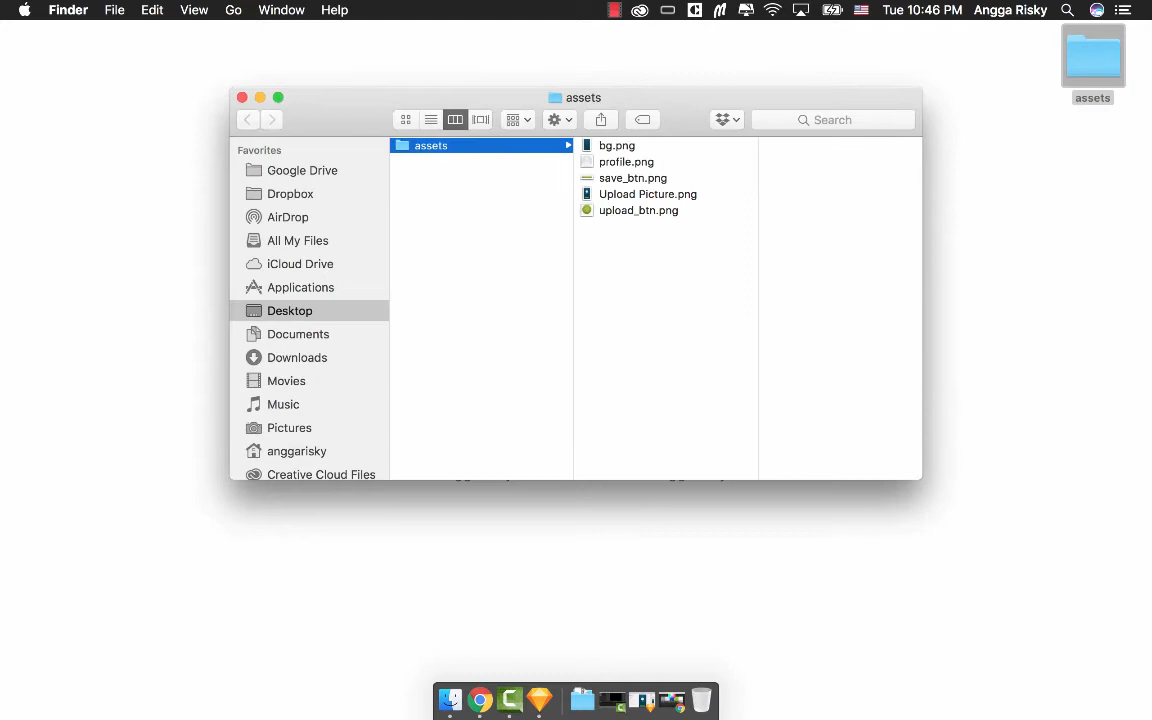 Finder File Edit View Go Window Help Tue 10:46 PM Angga Risky
assets
assets
Search
Favorites
Google Drive
Dropbox
AirDrop
All My Files
iCloud Drive
Applications
Desktop
Documents
Downloads
Movies
Music
Pictures
anggarisky
Creative Cloud Files
assets
bg.png
profile.png
save_btn.png
Upload Picture.png
upload_btn.png